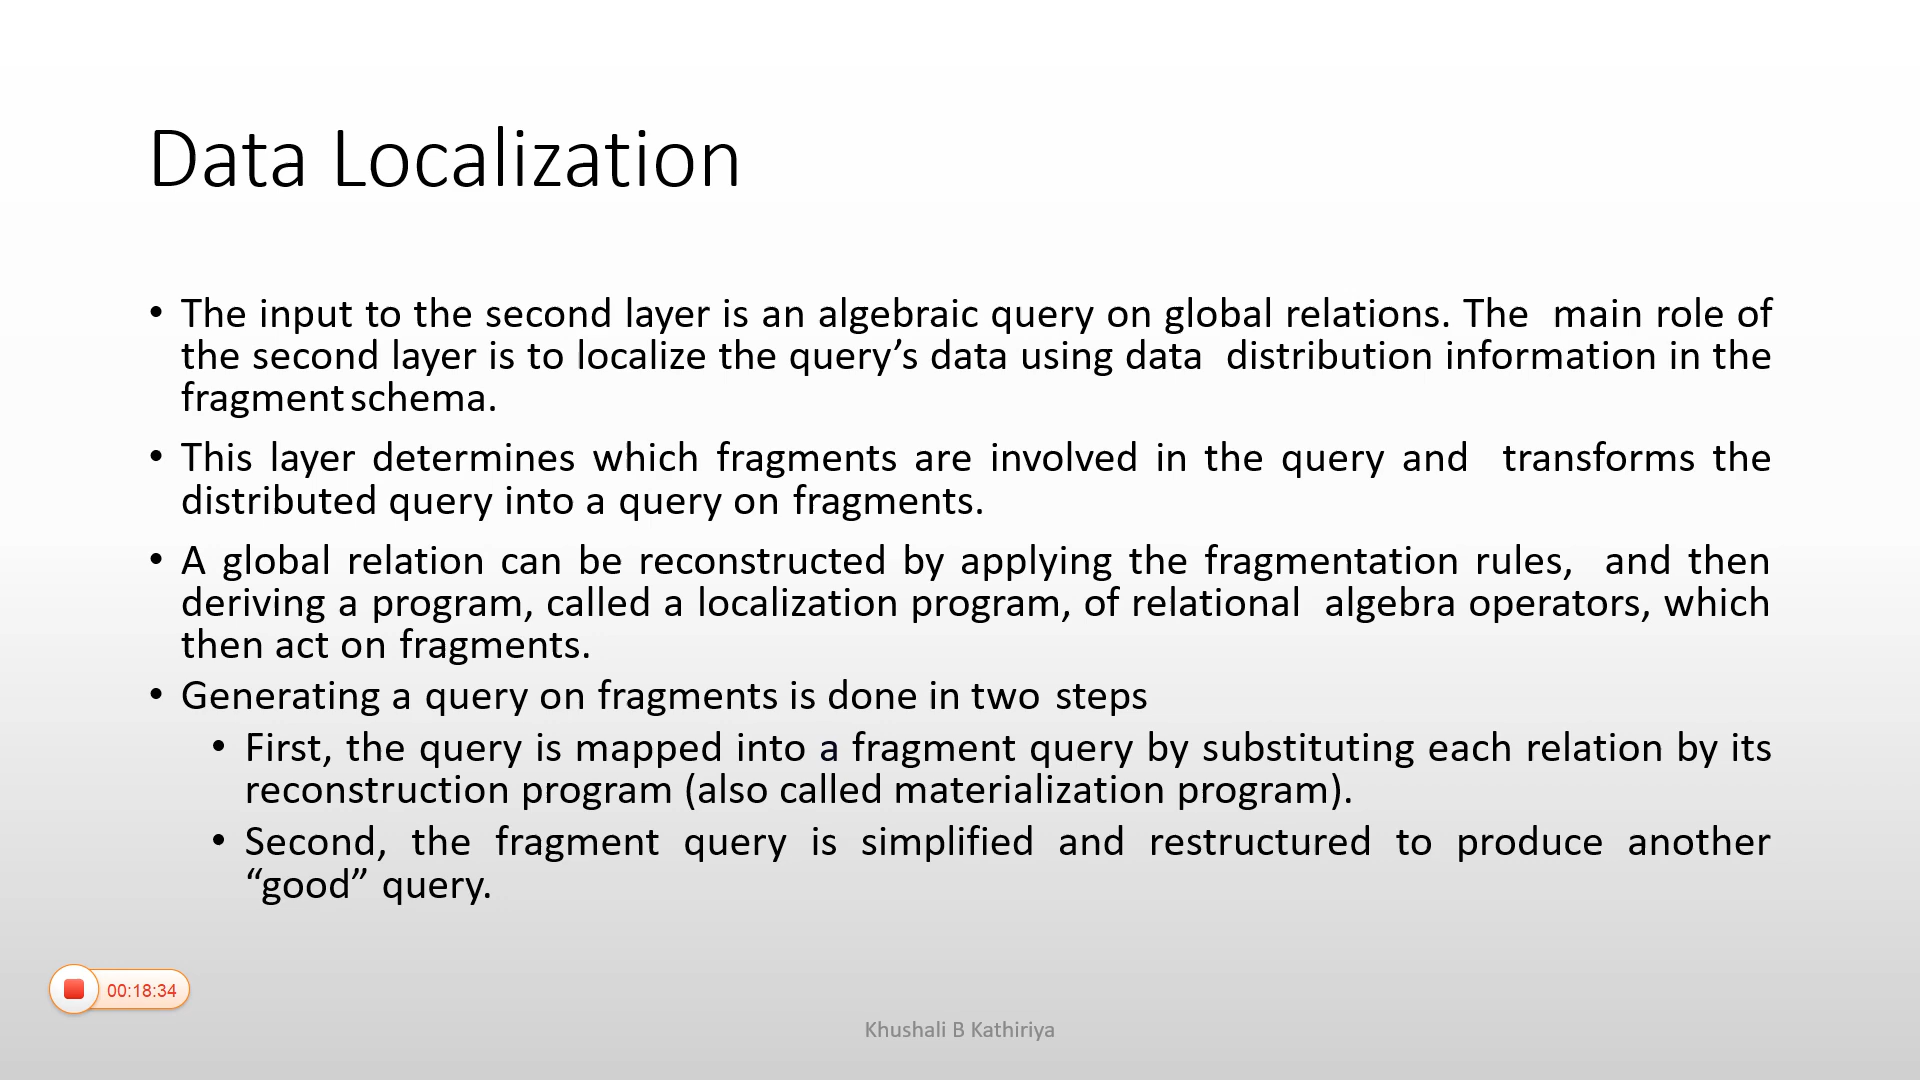 Data Localization
• The input to the second layer is an algebraic query on global relations. The main role of
the second layer is to localize the query’s data using data distribution information in the
fragment schema.
• This layer determines which fragments are involved in the query and transforms the
distributed query into a query on fragments.
• A global relation can be reconstructed by applying the fragmentation rules, and then
deriving a program, called a localization program, of relational algebra operators, which
then act on fragments.
• Generating a query on fragments is done in two steps
• First, the query is mapped into a fragment query by substituting each relation by its
reconstruction program (also called materialization program).
• Second, the fragment query is simplified and restructured to produce another
“good” query.
00:18:34
Khushali B Kathiriya